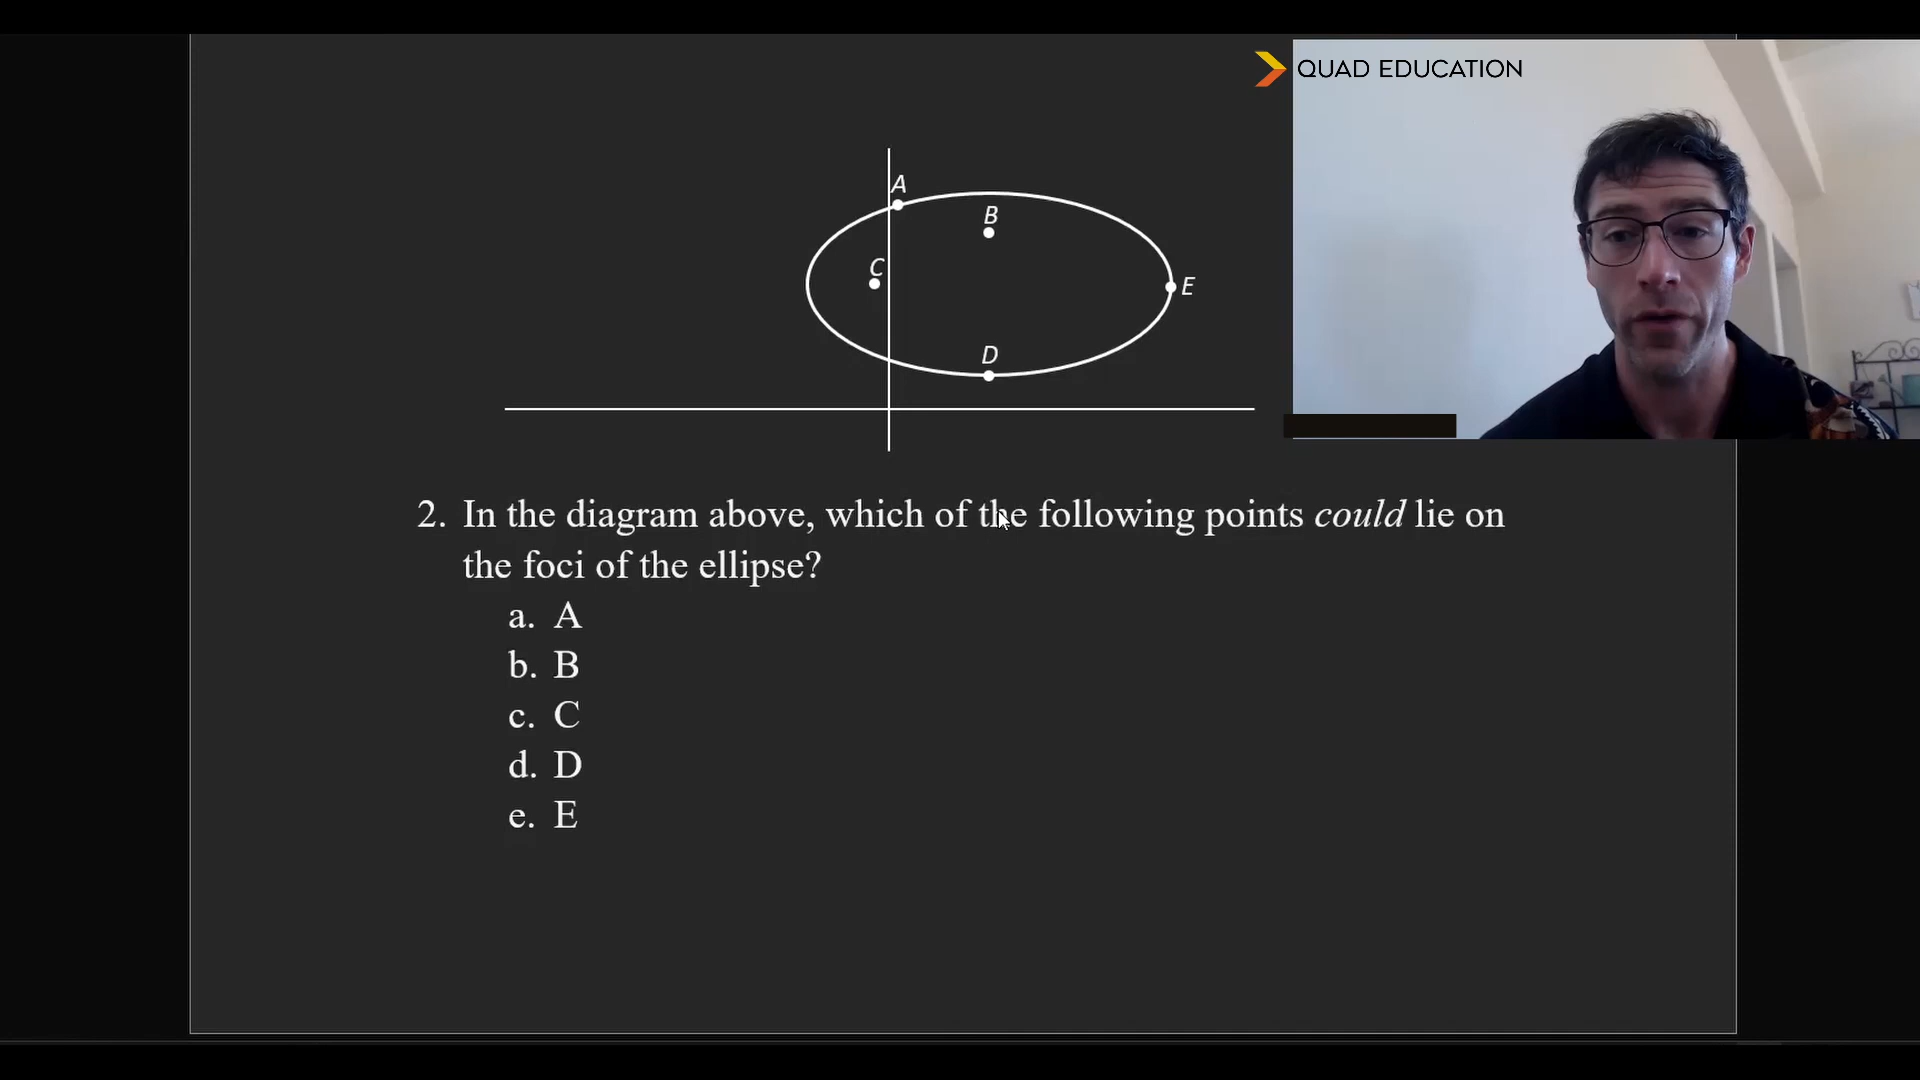 QUAD EDUCATION
A
B
C
E
D
2. In the diagram above, which of the following points could lie on
the foci of the ellipse?
a. A
b. B
c. C
d. D
e. E